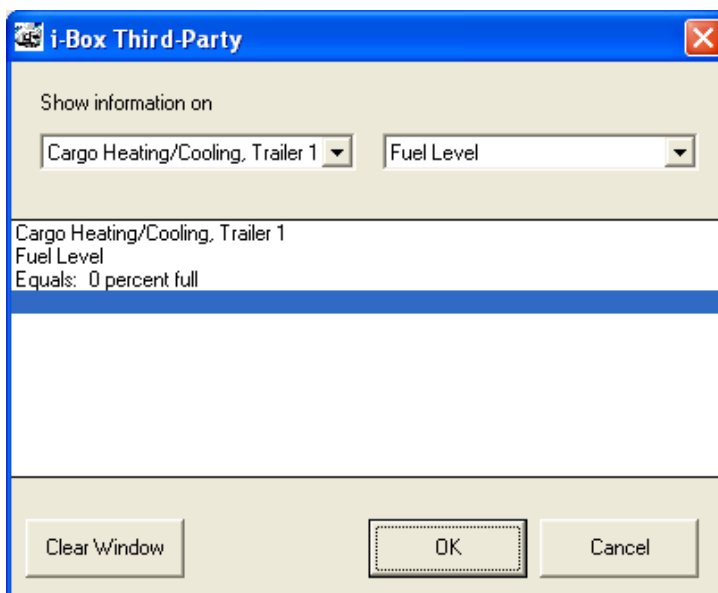 i-Box Third-Party
Show information on
Cargo Heating/Cooling, Trailer 1
Fuel Level
Cargo Heating/Cooling, Trailer 1
Fuel Level
Equals:  0 percent full
Clear Window
OK
Cancel